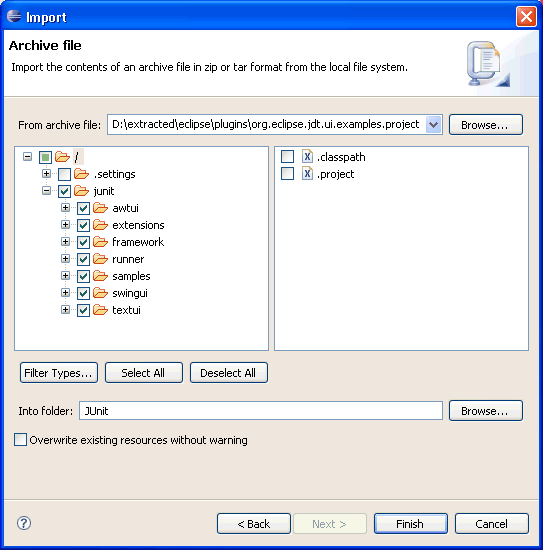 Import
Archive file
Import the contents of an archive file in zip or tar format from the local file system.
From archive file: D:\extracted\eclipse\plugins\org.eclipse.jdt.ui.examples.project Browse...
/
.settings
junit
awtui
extensions
framework
runner
samples
swingui
textui
.classpath
.project
Filter Types... Select All Deselect All
Into folder: JUnit Browse...
Overwrite existing resources without warning
? < Back Next > Finish Cancel